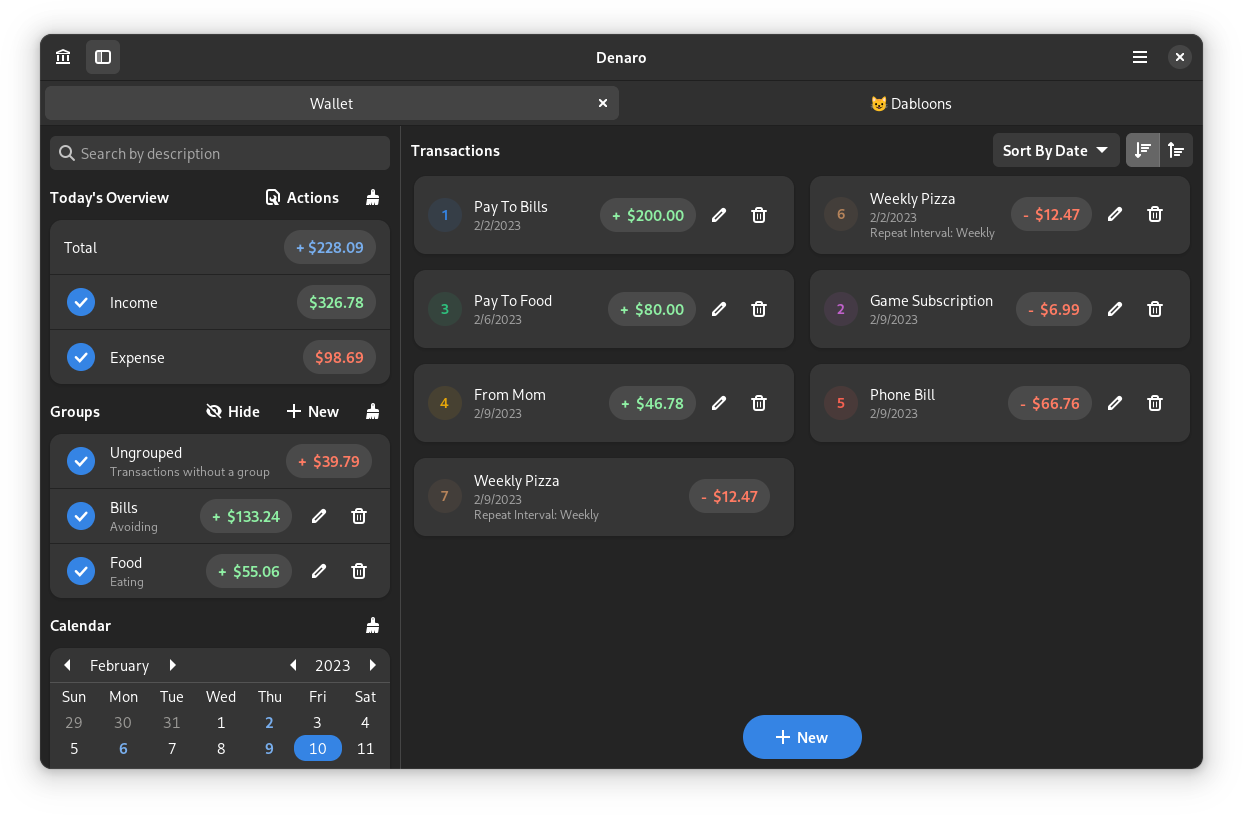 Denaro
Wallet
😺 Dabloons
Search by description
Today's Overview
Actions
Total
+ $228.09
Income
$326.78
Expense
$98.69
Groups
Hide
New
Ungrouped
Transactions without a group
+ $39.79
Bills
Avoiding
+ $133.24
Food
Eating
+ $55.06
Calendar
February
2023
Sun Mon Tue Wed Thu Fri Sat
29 30 31 1 2 3 4
5 6 7 8 9 10 11
Transactions
Sort By Date
1
Pay To Bills
2/2/2023
+ $200.00
6
Weekly Pizza
2/2/2023
Repeat Interval: Weekly
- $12.47
3
Pay To Food
2/6/2023
+ $80.00
2
Game Subscription
2/9/2023
- $6.99
4
From Mom
2/9/2023
+ $46.78
5
Phone Bill
2/9/2023
- $66.76
7
Weekly Pizza
2/9/2023
Repeat Interval: Weekly
- $12.47
New